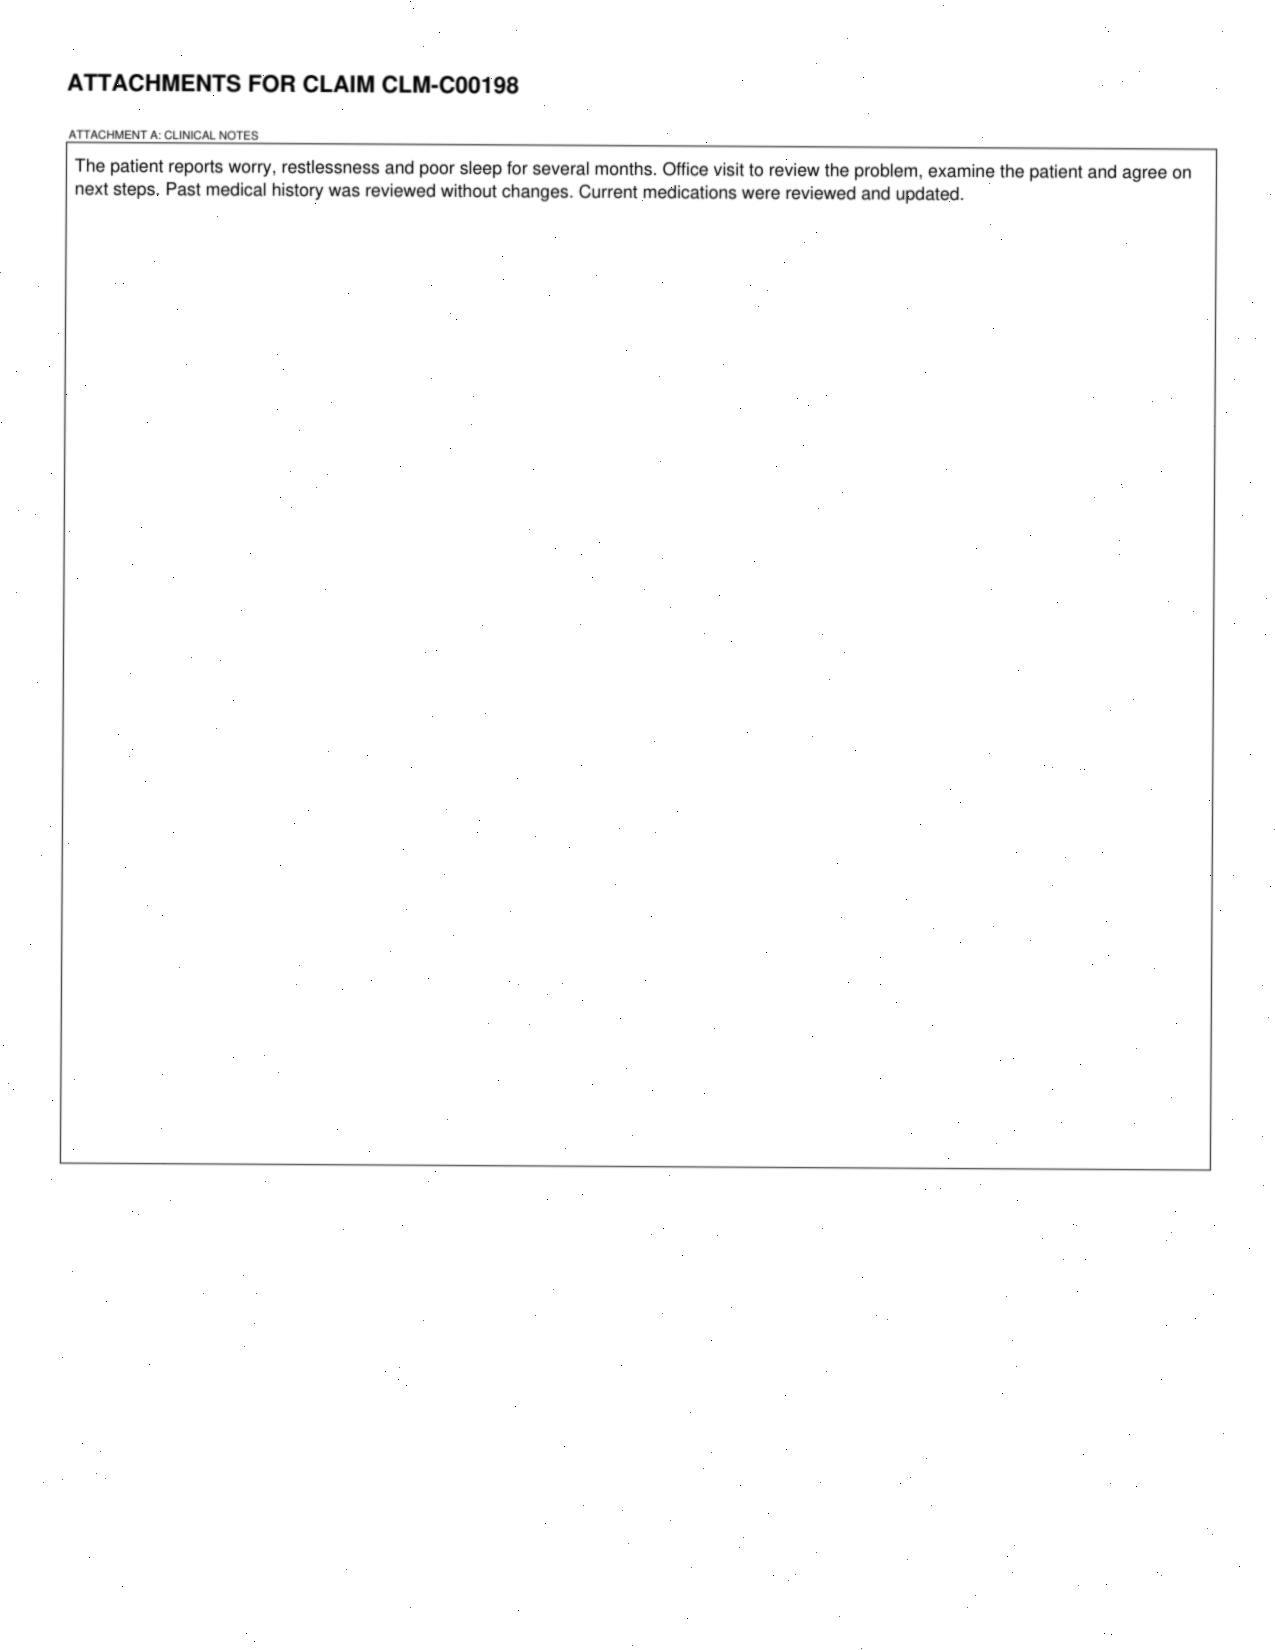 ATTACHMENTS FOR CLAIM CLM-C00198
ATTACHMENT A: CLINICAL NOTES
The patient reports worry, restlessness and poor sleep for several months. Office visit to review the problem, examine the patient and agree on
next steps. Past medical history was reviewed without changes. Current medications were reviewed and updated.